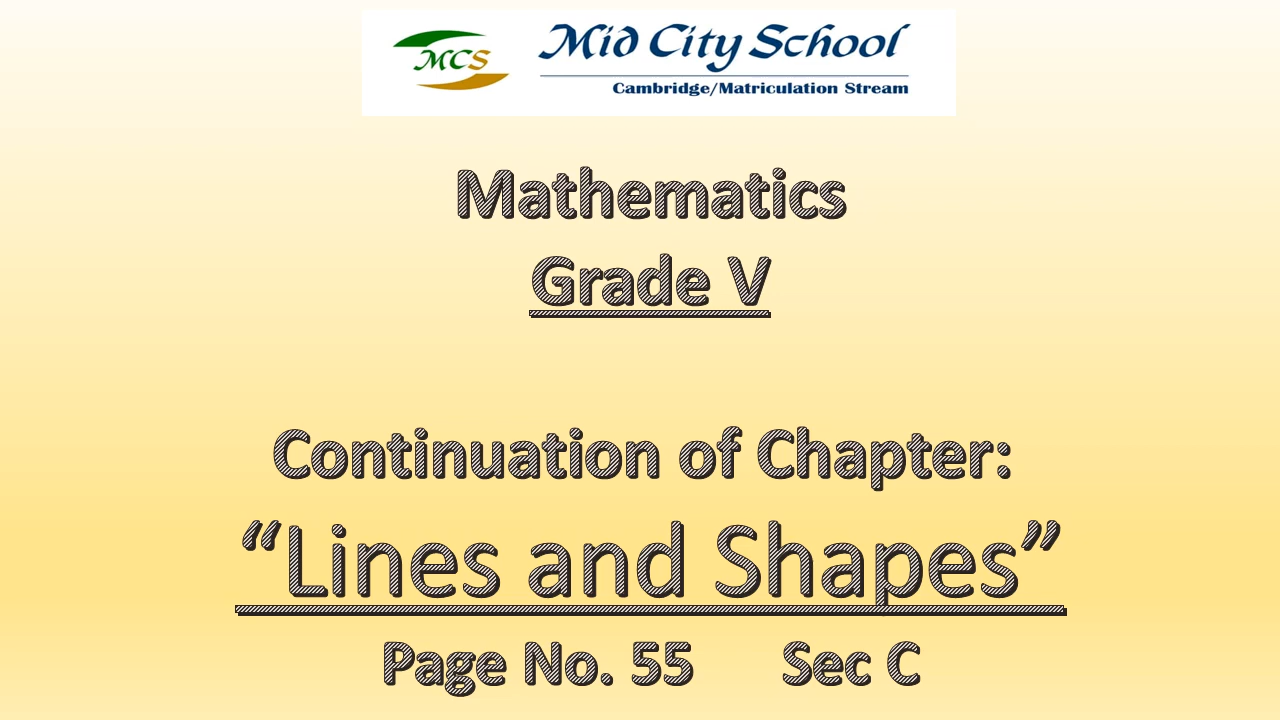 MCS
Mid City School
Cambridge/Matriculation Stream
Mathematics
Grade V
Continuation of Chapter:
“Lines and Shapes”
Page No. 55 Sec C